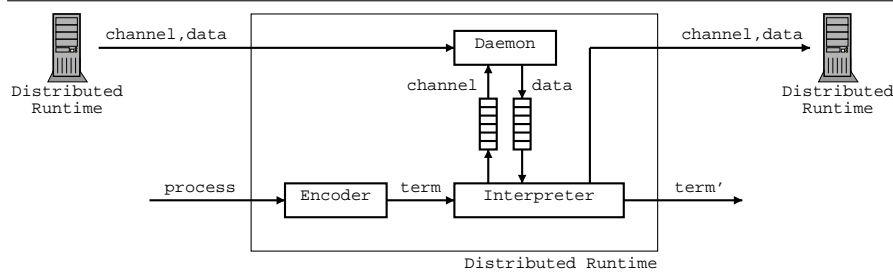 channel,data
Daemon
channel,data
channel
data
Distributed
Runtime
Distributed
Runtime
process
Encoder
term
Interpreter
term'
Distributed Runtime